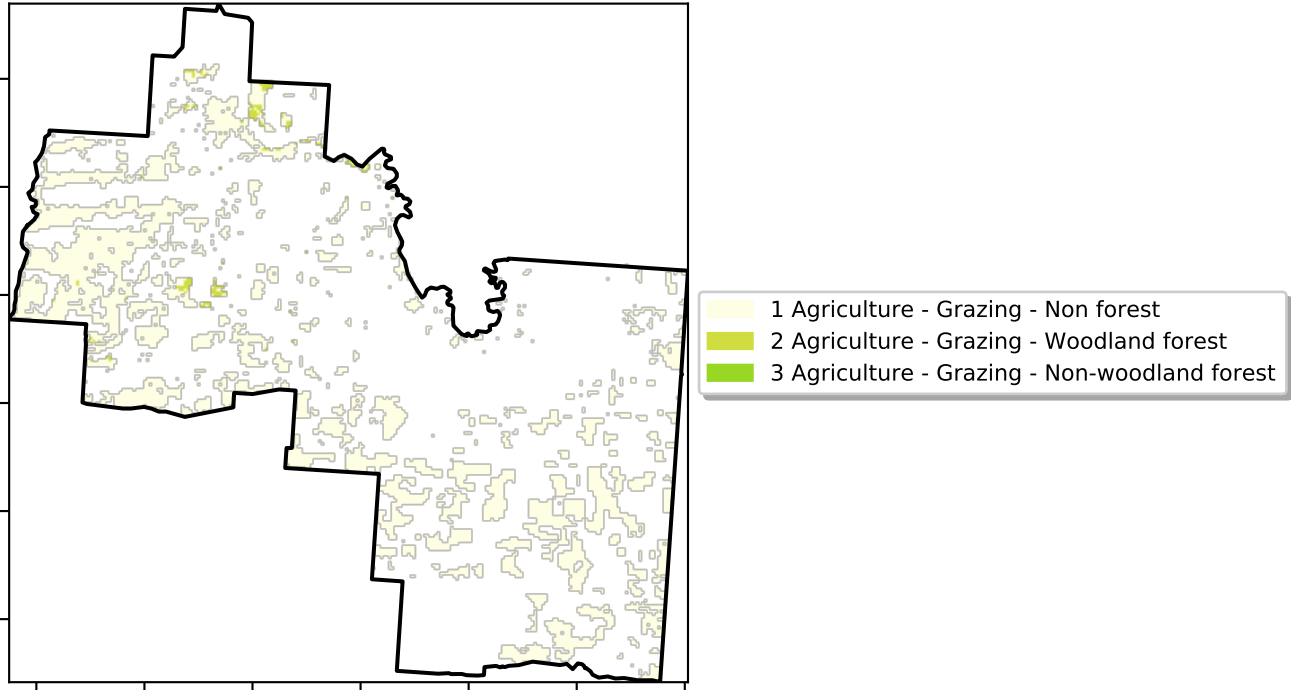 1 Agriculture - Grazing - Non forest
2 Agriculture - Grazing - Woodland forest
3 Agriculture - Grazing - Non-woodland forest